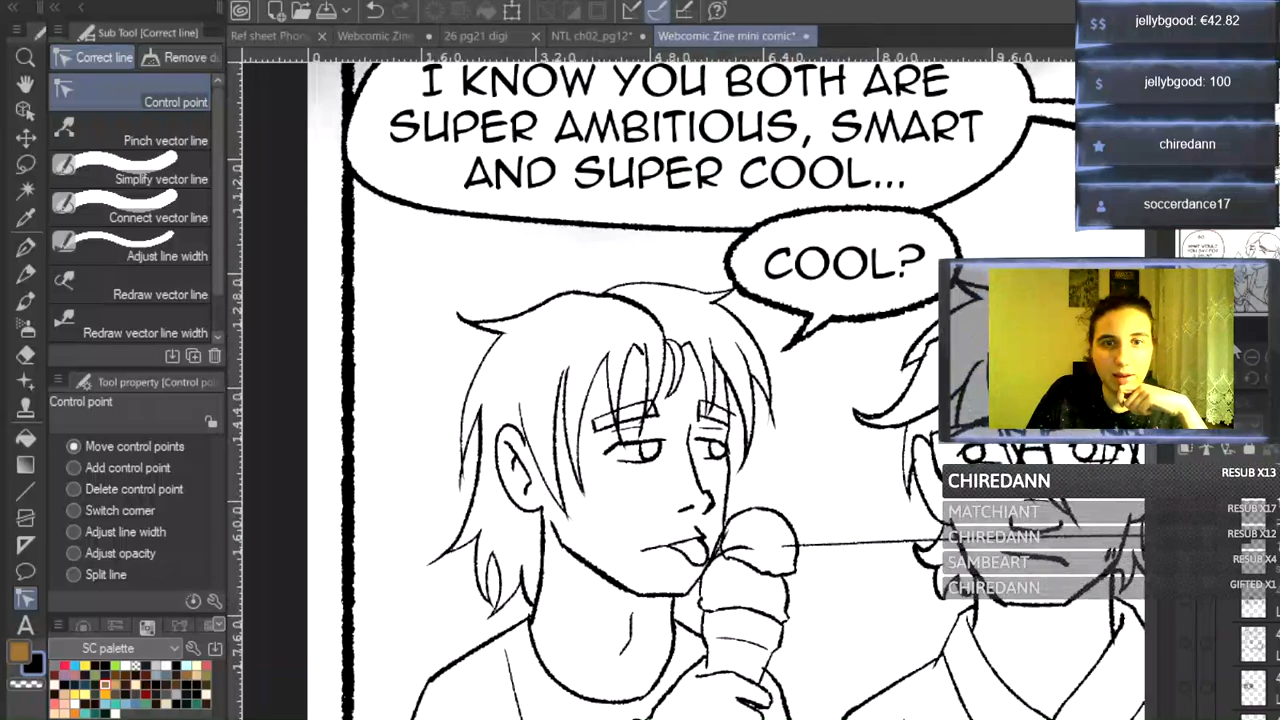 Sub Tool [Correct line]
Correct line
Remove d
Control point
Pinch vector line
Simplify vector line
Connect vector line
Adjust line width
Redraw vector line
Redraw vector line width
Tool property [Control poi
Control point
Move control points
Add control point
Delete control point
Switch corner
Adjust line width
Adjust opacity
Split line
SC palette
Webcomic Zine
26 pg21 digi
NTL ch02_pg12*
Webcomic Zine mini comic*
I KNOW YOU BOTH ARE
SUPER AMBITIOUS, SMART
AND SUPER COOL...
COOL?
$$ jellybgood: €42.82
$ jellybgood: 100
chiredann
soccerdance17
CHIREDANN RESUB X13
MATCHIANT RESUB X17
CHIREDANN RESUB X12
SAMBEART RESUB X4
CHIREDANN GIFTED X1